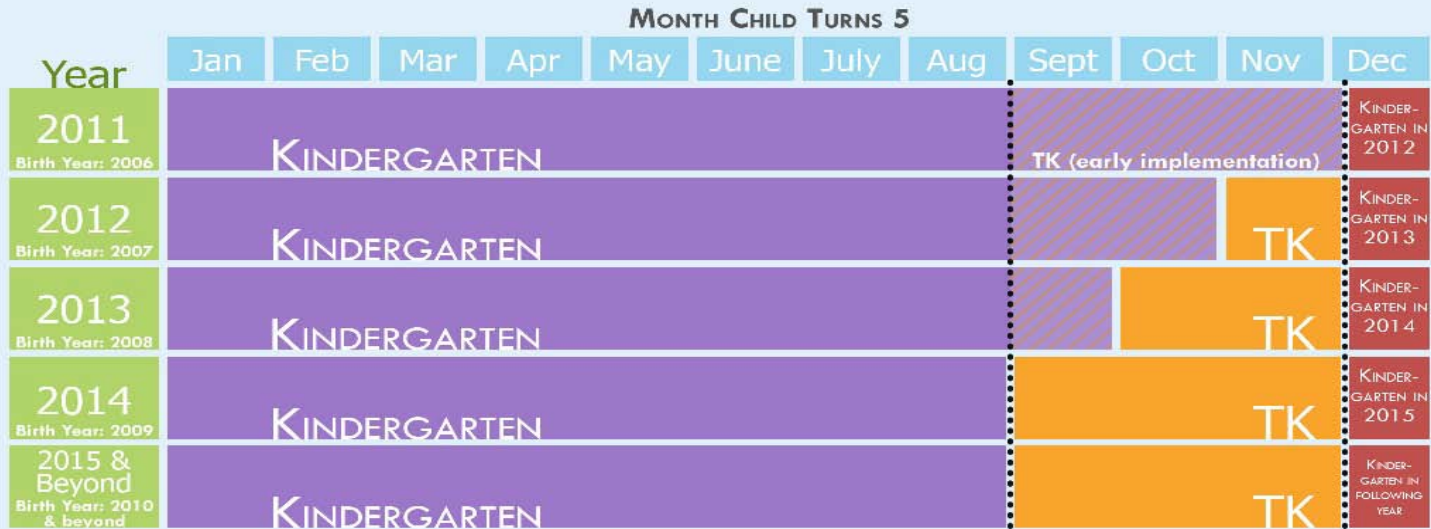 MONTH CHILD TURNS 5
Year
Jan Feb Mar Apr May June July Aug Sept Oct Nov Dec
2011
Birth Year: 2006
KINDERGARTEN
TK (early implementation)
KINDER-
GARTEN IN
2012
2012
Birth Year: 2007
KINDERGARTEN
TK
KINDER-
GARTEN IN
2013
2013
Birth Year: 2008
KINDERGARTEN
TK
KINDER-
GARTEN IN
2014
2014
Birth Year: 2009
KINDERGARTEN
TK
KINDER-
GARTEN IN
2015
2015 &
Beyond
Birth Year: 2010
& beyond
KINDERGARTEN
TK
KINDER-
GARTEN IN
FOLLOWING
YEAR